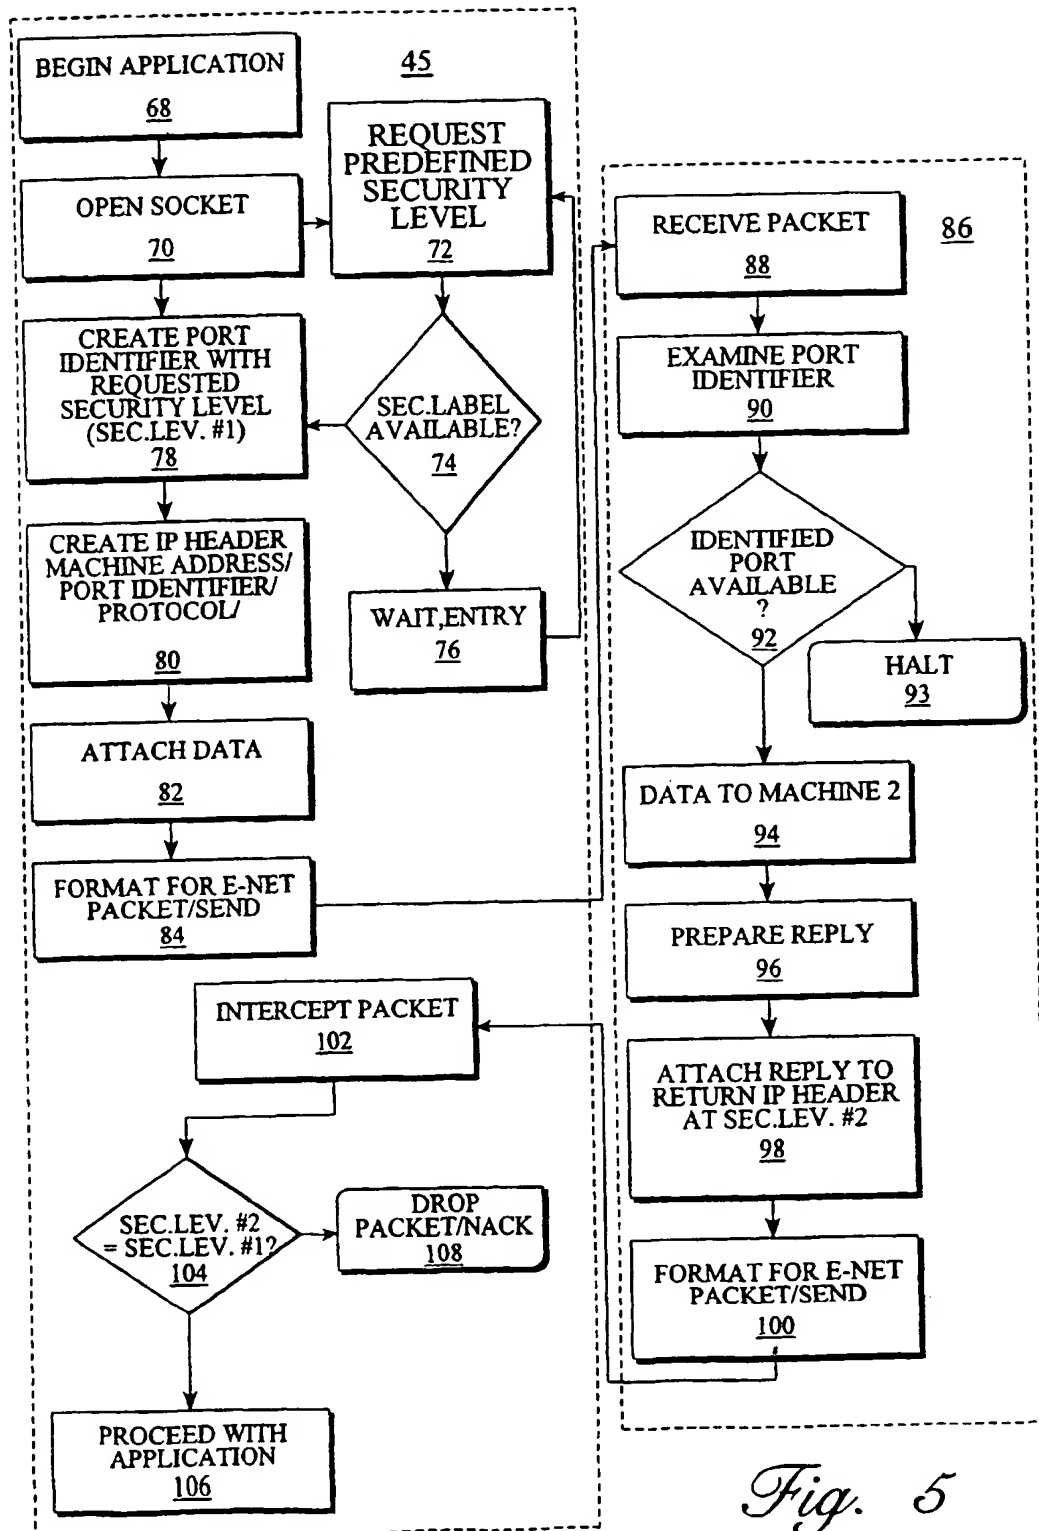 BEGIN APPLICATION
68
45
OPEN SOCKET
70
REQUEST
PREDEFINED
SECURITY
LEVEL
72
CREATE PORT
IDENTIFIER WITH
REQUESTED
SECURITY LEVEL
(SEC.LEV. #1)
78
SEC.LABEL
AVAILABLE?
74
CREATE IP HEADER
MACHINE ADDRESS/
PORT IDENTIFIER/
PROTOCOL/
80
WAIT,ENTRY
76
ATTACH DATA
82
FORMAT FOR E-NET
PACKET/SEND
84
INTERCEPT PACKET
102
SEC.LEV. #2
= SEC.LEV. #1?
104
DROP
PACKET/NACK
108
PROCEED WITH
APPLICATION
106
86
RECEIVE PACKET
88
EXAMINE PORT
IDENTIFIER
90
IDENTIFIED
PORT
AVAILABLE
?
92
HALT
93
DATA TO MACHINE 2
94
PREPARE REPLY
96
ATTACH REPLY TO
RETURN IP HEADER
AT SEC.LEV. #2
98
FORMAT FOR E-NET
PACKET/SEND
100
Fig. 5